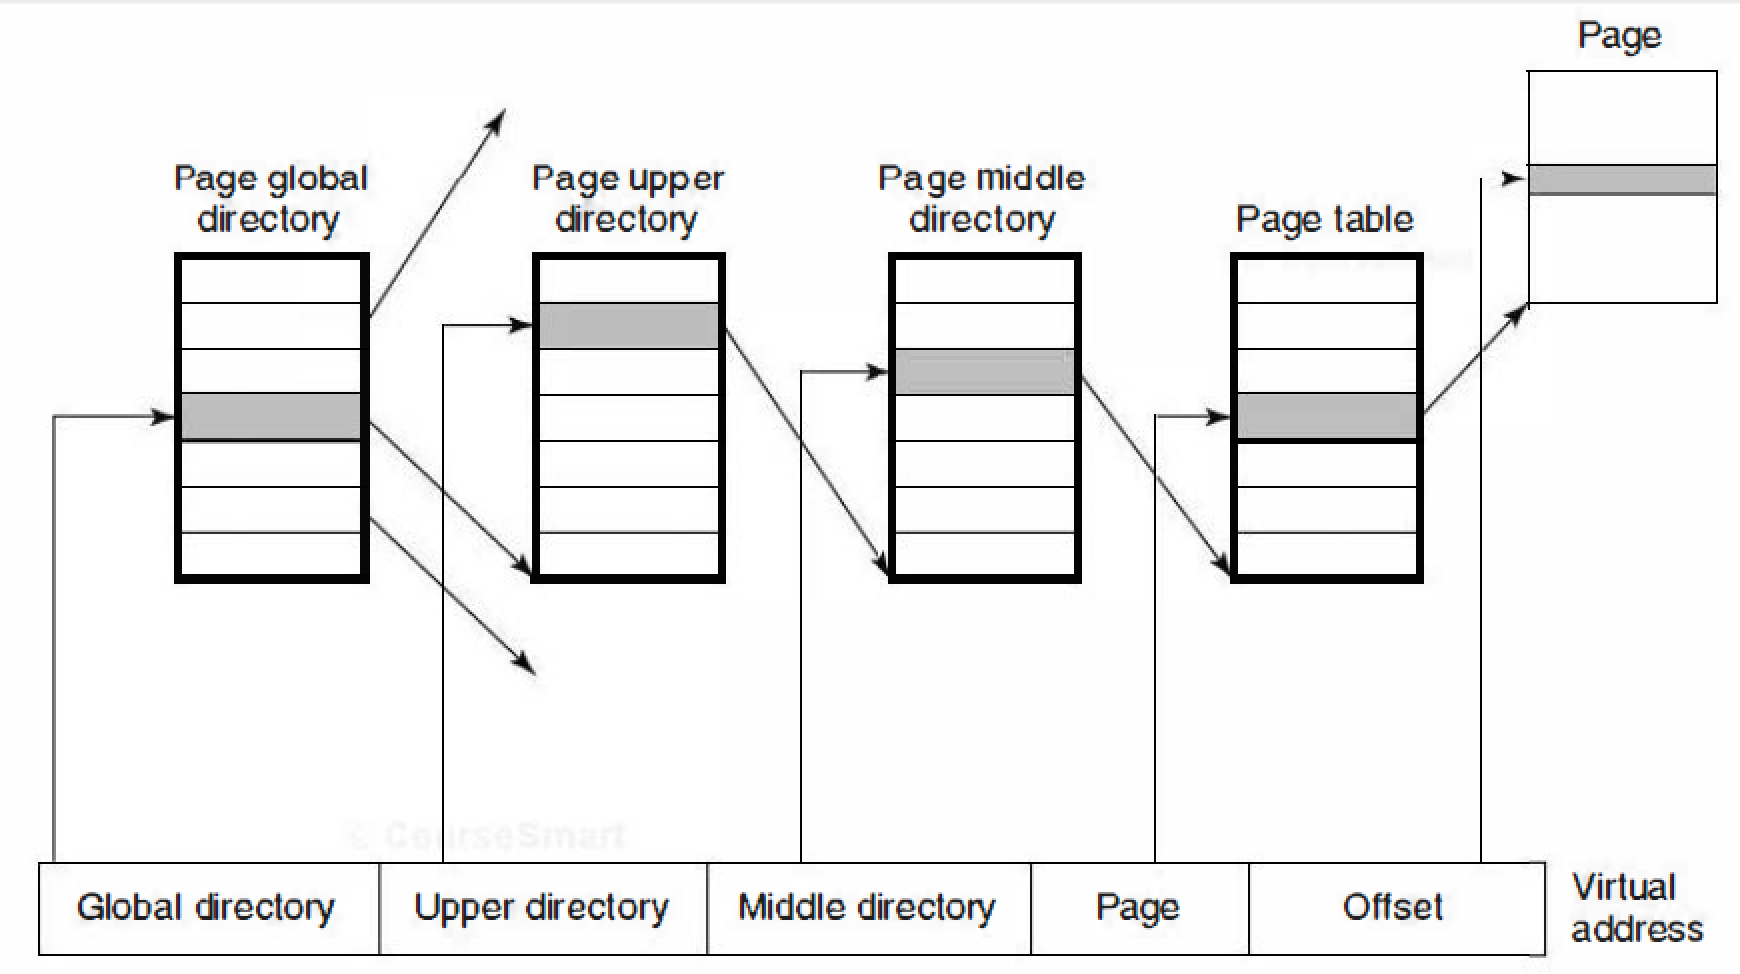 Page
Page global
directory
Page upper
directory
Page middle
directory
Page table
© CourseSmart
Global directory
Upper directory
Middle directory
Page
Offset
Virtual
address